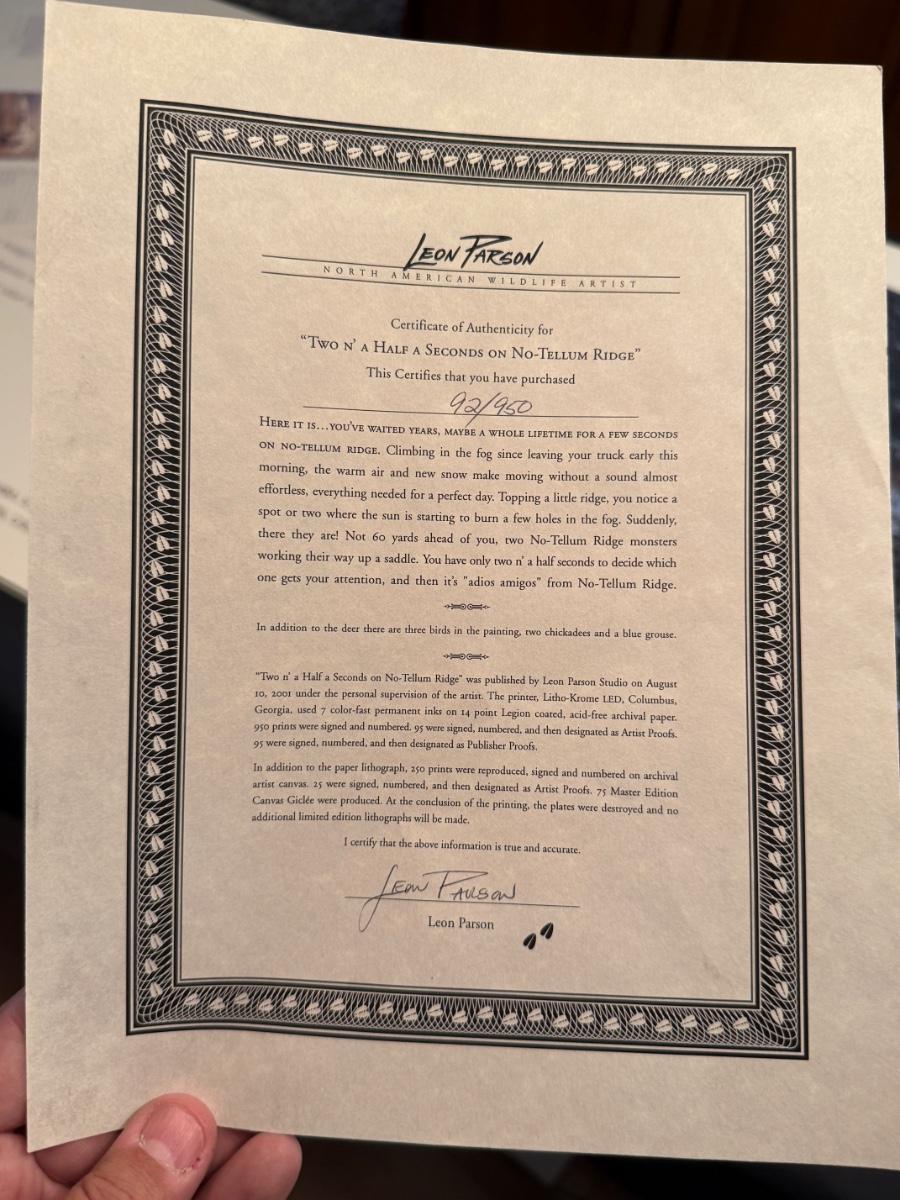 LEON PARSON
NORTH AMERICAN WILDLIFE ARTIST
Certificate of Authenticity for
“TWO N’ A HALF A SECONDS ON NO-TELLUM RIDGE”
This Certifies that you have purchased
92/950
HERE IT IS...YOU’VE WAITED YEARS, MAYBE A WHOLE LIFETIME FOR A FEW SECONDS
ON NO-TELLUM RIDGE. Climbing in the fog since leaving your truck early this
morning, the warm air and new snow make moving without a sound almost
effortless, everything needed for a perfect day. Topping a little ridge, you notice a
spot or two where the sun is starting to burn a few holes in the fog. Suddenly,
there they are! Not 60 yards ahead of you, two No-Tellum Ridge monsters
working their way up a saddle. You have only two n’ a half seconds to decide which
one gets your attention, and then it’s "adios amigos" from No-Tellum Ridge.
In addition to the deer there are three birds in the painting, two chickadees and a blue grouse.
"Two n’ a Half a Seconds on No-Tellum Ridge" was published by Leon Parson Studio on August
10, 2001 under the personal supervision of the artist. The printer, Litho-Krome LED, Columbus,
Georgia, used 7 color-fast permanent inks on 14 point Legion coated, acid-free archival paper.
950 prints were signed and numbered. 95 were signed, numbered, and then designated as Artist Proofs.
95 were signed, numbered, and then designated as Publisher Proofs.
In addition to the paper lithograph, 250 prints were reproduced, signed and numbered on archival
artist canvas. 25 were signed, numbered, and then designated as Artist Proofs. 75 Master Edition
Canvas Giclée were produced. At the conclusion of the printing, the plates were destroyed and no
additional limited edition lithographs will be made.
I certify that the above information is true and accurate.
LEON PARSON
Leon Parson